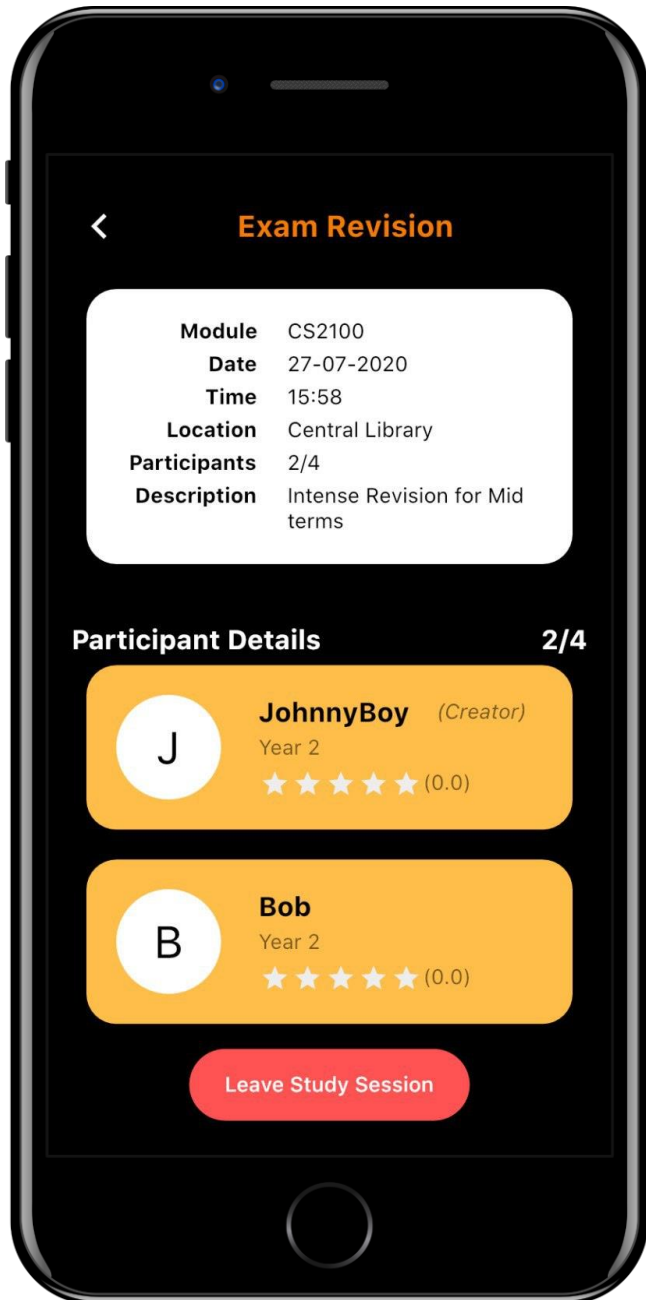 Exam Revision
Module CS2100
Date 27-07-2020
Time 15:58
Location Central Library
Participants 2/4
Description Intense Revision for Mid
terms
Participant Details 2/4
J
JohnnyBoy (Creator)
Year 2
(0.0)
B
Bob
Year 2
(0.0)
Leave Study Session